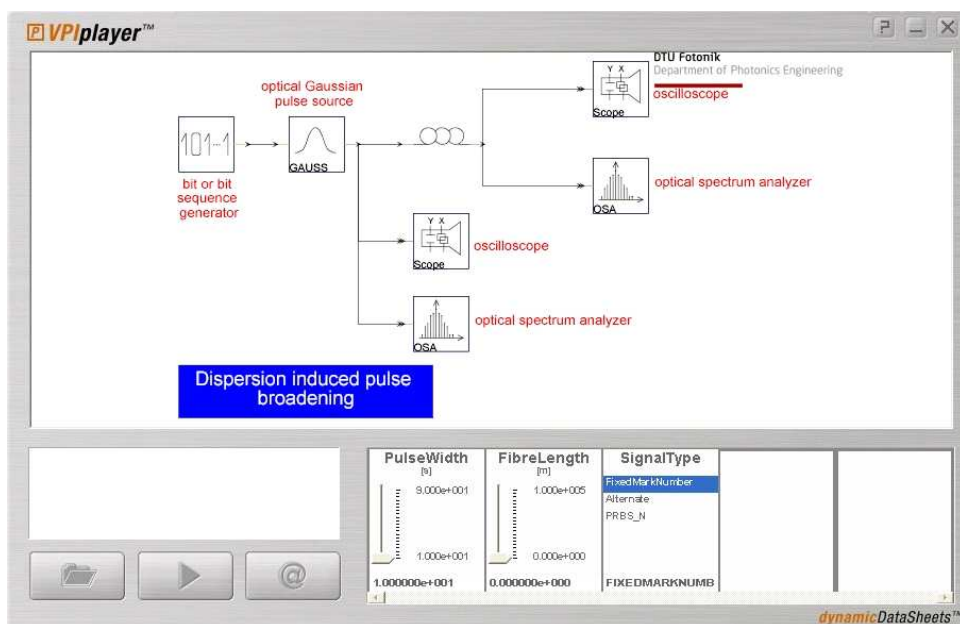 VPIplayer™
DTU Fotonik
Department of Photonics Engineering
optical Gaussian
pulse source
Y X
oscilloscope
Scope
101-1
GAUSS
bit or bit
sequence
generator
optical spectrum analyzer
OSA
Y X
oscilloscope
Scope
optical spectrum analyzer
OSA
Dispersion induced pulse
broadening
PulseWidth
[s]
9.000e+001
1.000e+001
1.000000e+001
FibreLength
[m]
1.000e+005
0.000e+000
0.000000e+000
SignalType
FixedMarkNumber
Alternate
PRBS_N
FIXEDMARKNUMB
@
dynamicDataSheets™